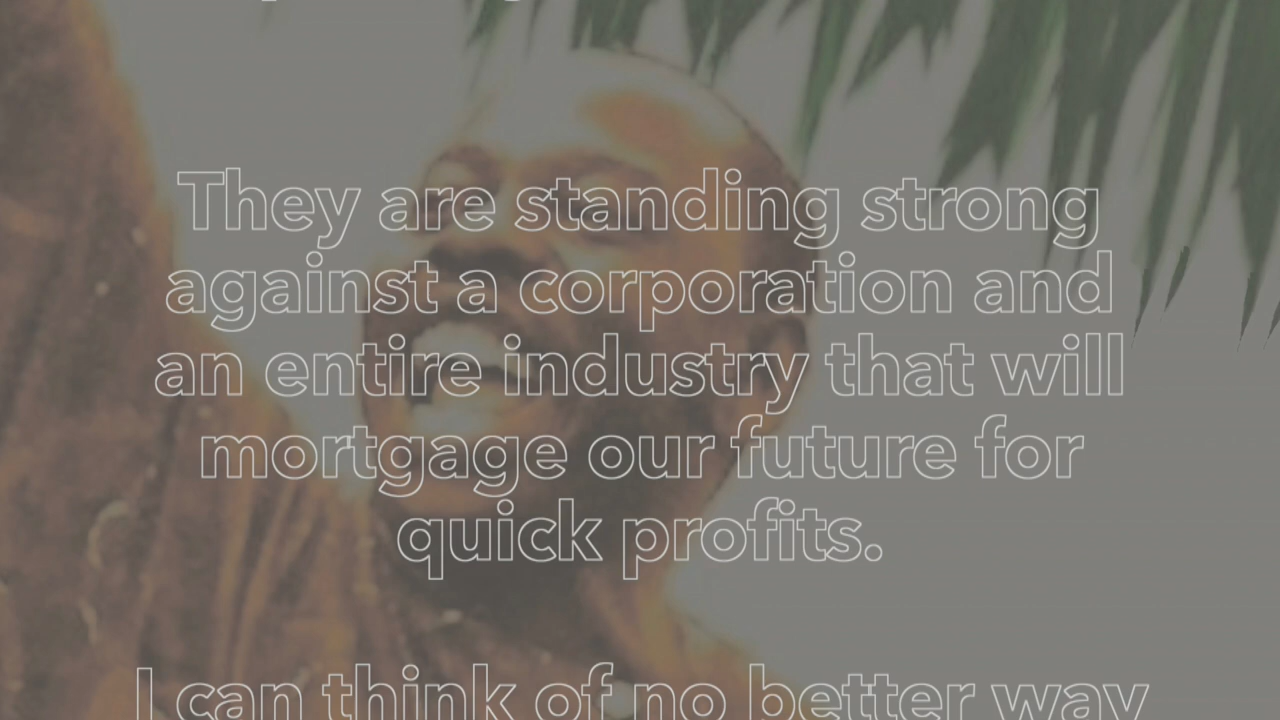 They are standing strong
against a corporation and
an entire industry that will
mortgage our future for
quick profits.
I can think of no better way